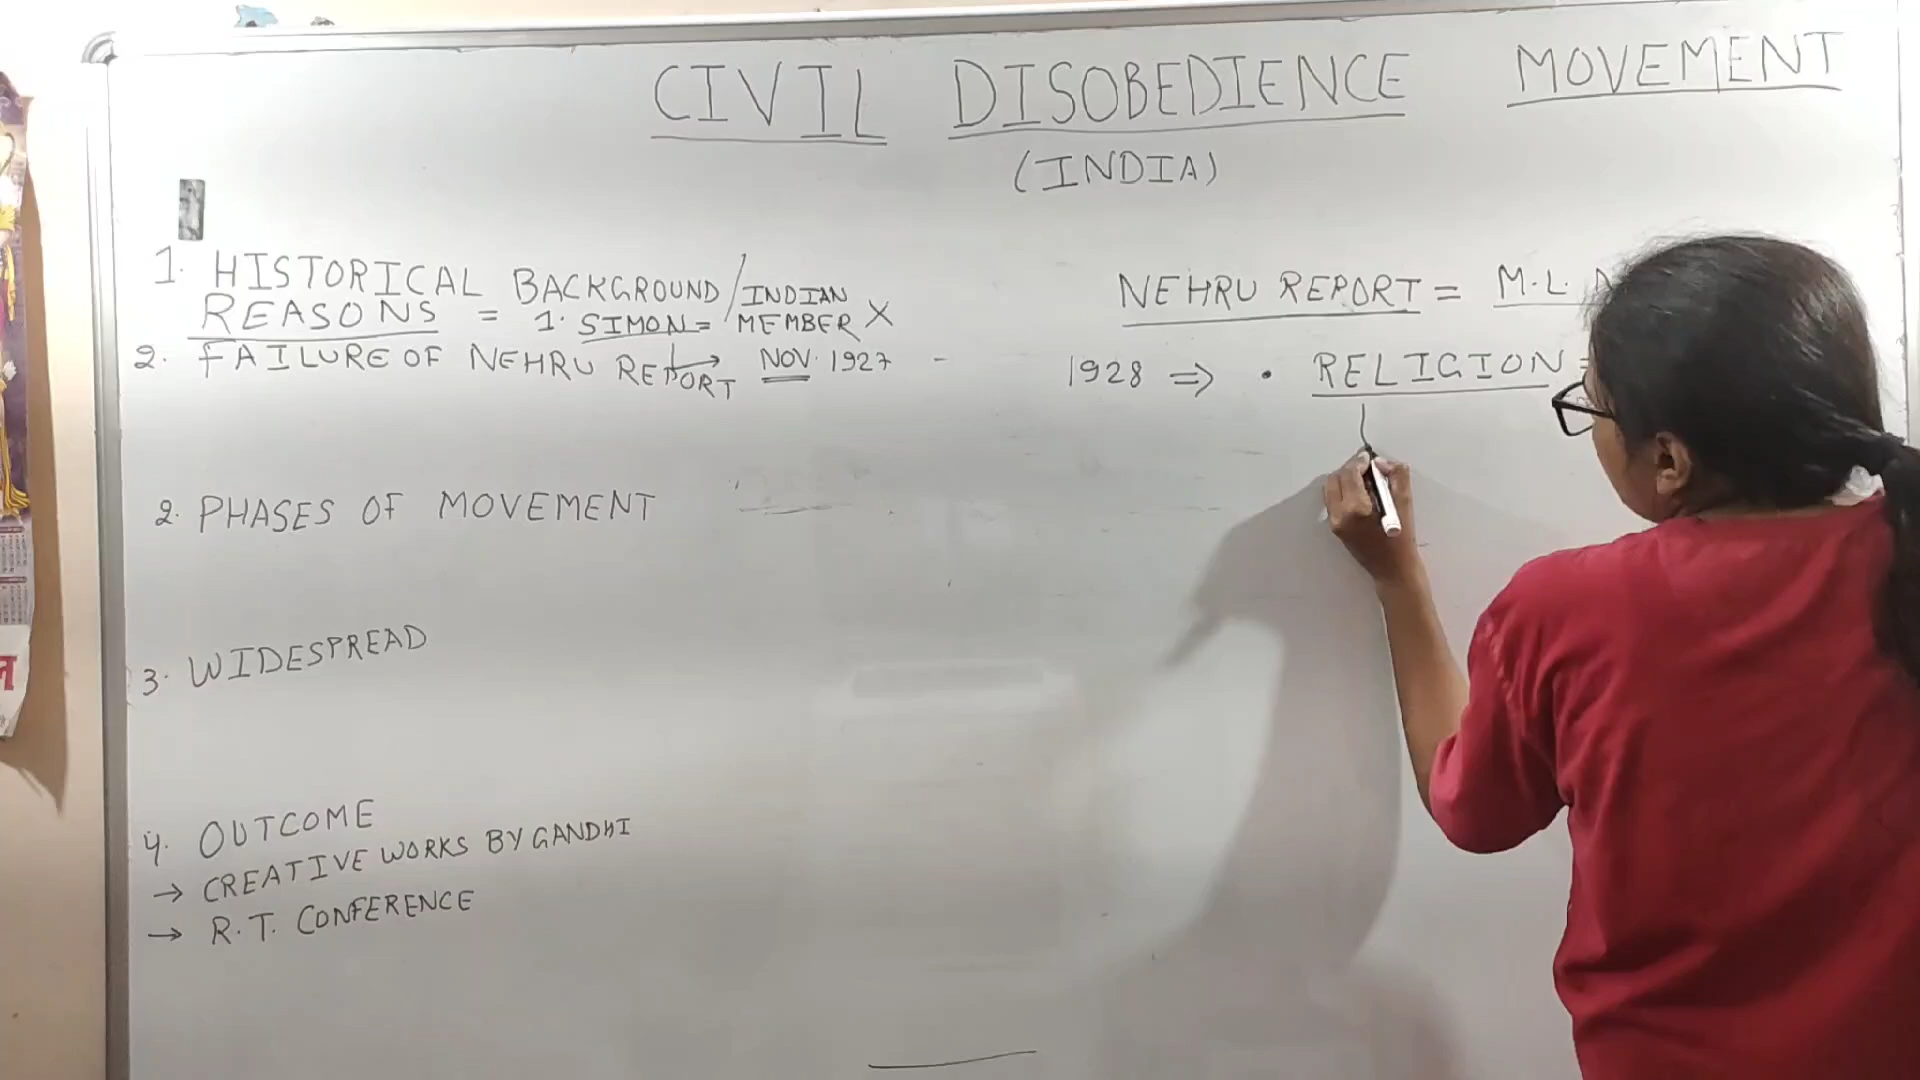 CIVIL DISOBEDIENCE MOVEMENT
(INDIA)
1. HISTORICAL BACKGROUND / INDIAN
REASONS = 1. SIMON = MEMBER X
2. FAILURE OF NEHRU REPORT → NOV. 1927 -
2. PHASES OF MOVEMENT
3. WIDESPREAD
4. OUTCOME
→ CREATIVE WORKS BY GANDHI
→ R.T. CONFERENCE
NEHRU REPORT = M.L.
1928 ⇒ • RELIGION =